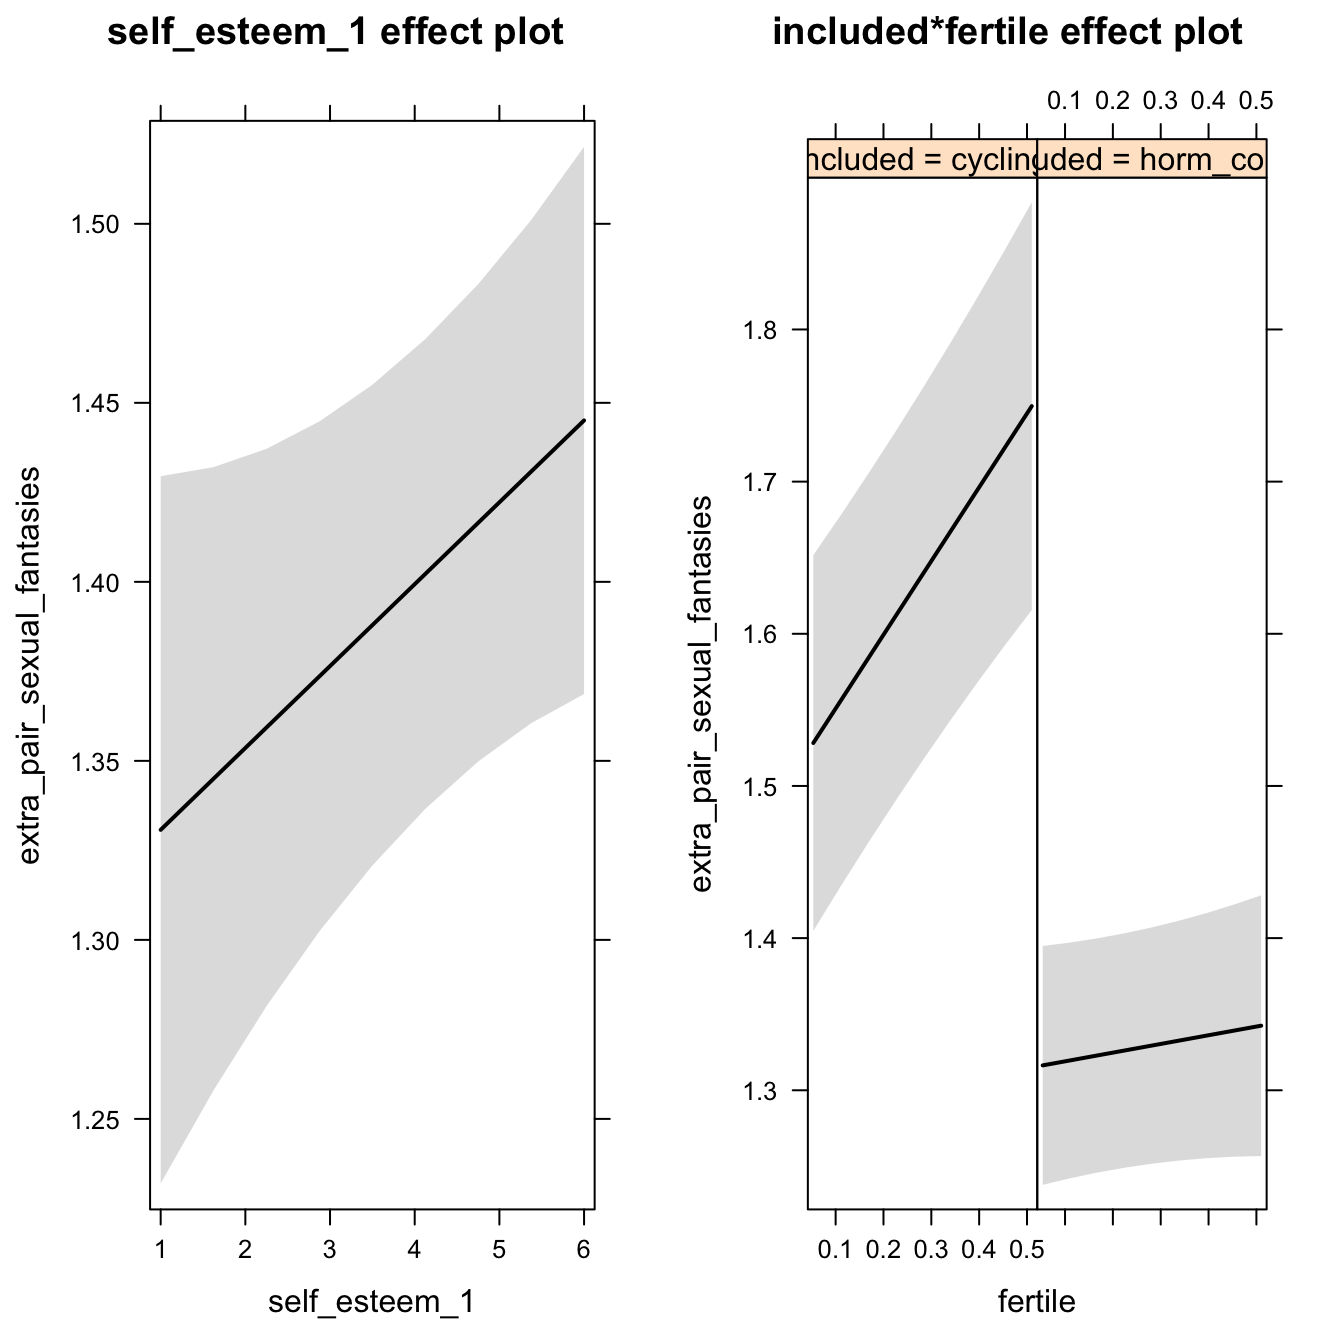 self_esteem_1 effect plot
1.50
1.45
1.40
1.35
1.30
1.25
extra_pair_sexual_fantasies
1 2 3 4 5 6
self_esteem_1
included*fertile effect plot
0.1 0.2 0.3 0.4 0.5
ncluded = cycling
uded = horm_co
1.8
1.7
1.6
1.5
1.4
1.3
extra_pair_sexual_fantasies
0.1 0.2 0.3 0.4 0.5
fertile